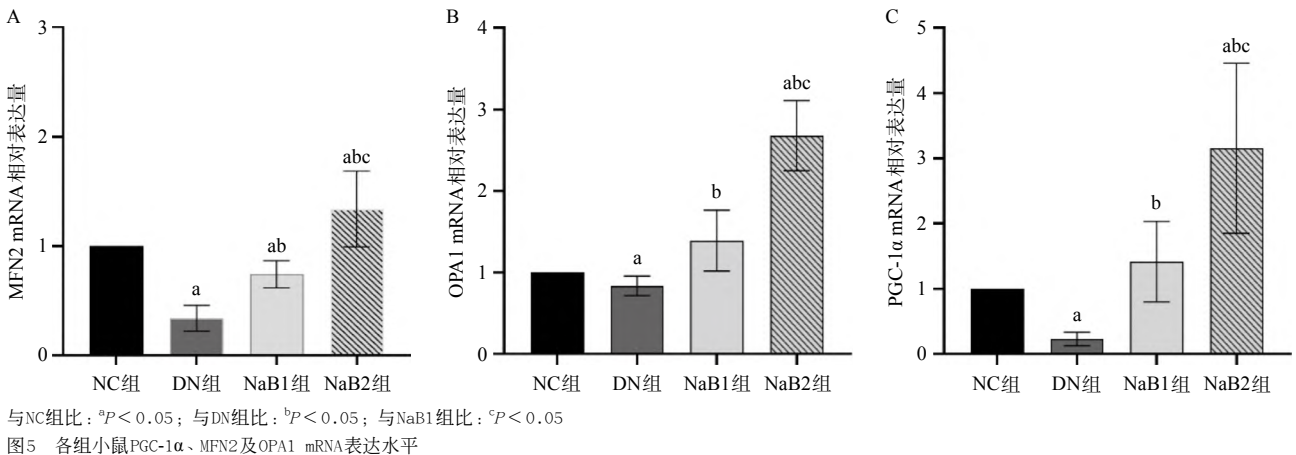 A
MFN2 mRNA相对表达量
3
2
1
0
a
ab
abc
NC组 DN组 NaB1组 NaB2组
B
OPA1 mRNA相对表达量
4
3
2
1
0
a
b
abc
NC组 DN组 NaB1组 NaB2组
C
PGC-1α mRNA相对表达量
5
4
3
2
1
0
a
b
abc
NC组 DN组 NaB1组 NaB2组
与NC组比：ᵃP＜0.05；与DN组比：ᵇP＜0.05；与NaB1组比：ᶜP＜0.05
图5 各组小鼠PGC-1α、MFN2及OPA1 mRNA表达水平